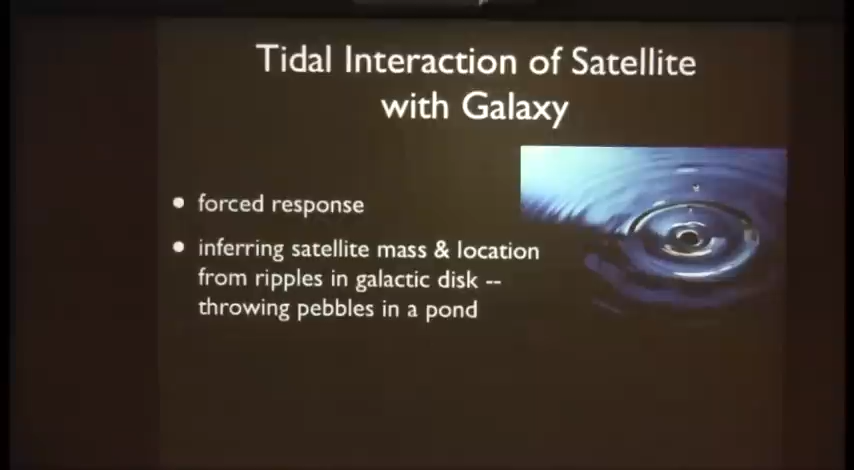 Tidal Interaction of Satellite
with Galaxy
• forced response
• inferring satellite mass & location
from ripples in galactic disk --
throwing pebbles in a pond